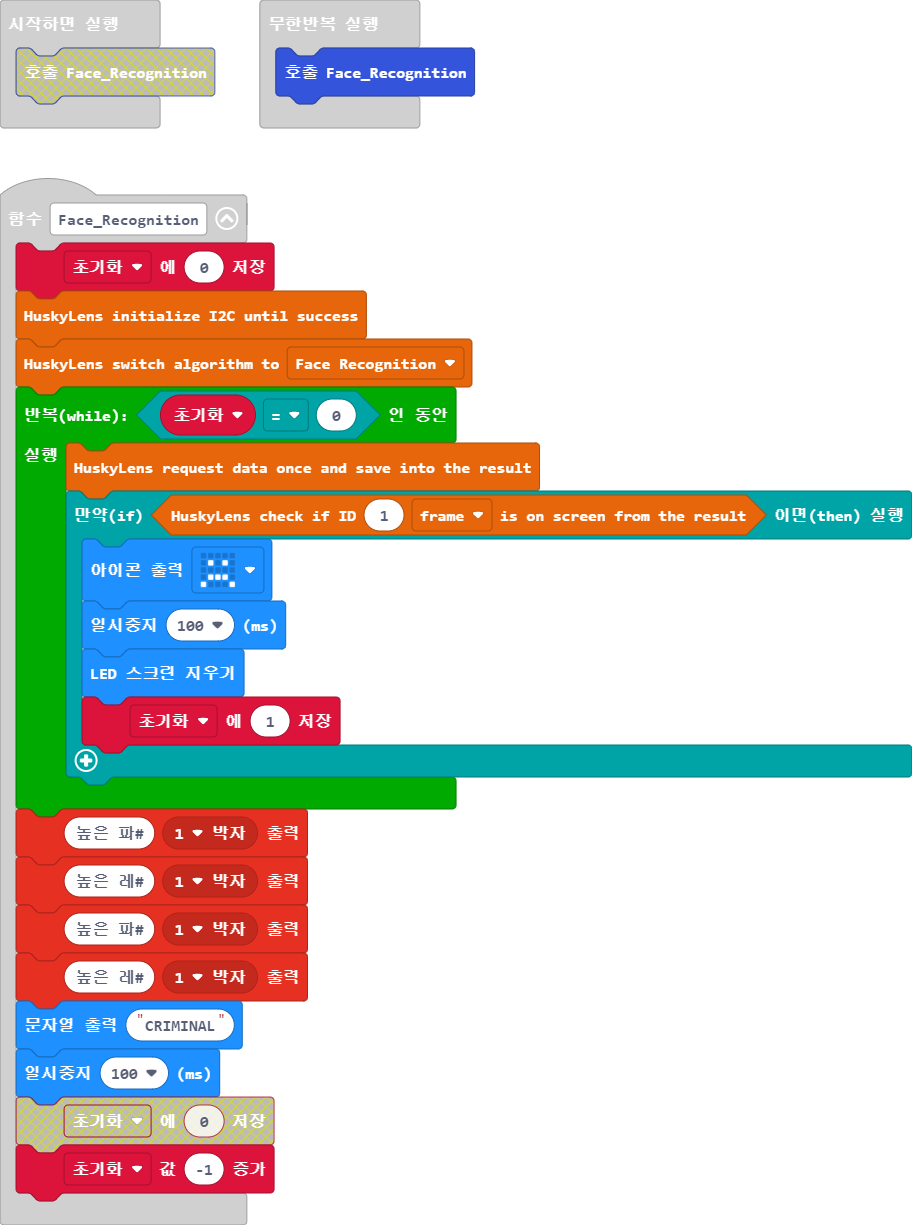 시작하면 실행
호출 Face_Recognition
무한반복 실행
호출 Face_Recognition
함수 Face_Recognition
초기화 에 0 저장
HuskyLens initialize I2C until success
HuskyLens switch algorithm to Face Recognition
반복(while): 초기화 = 0 인 동안
실행
HuskyLens request data once and save into the result
만약(if) HuskyLens check if ID 1 frame is on screen from the result 이면(then) 실행
아이콘 출력
일시중지 100 (ms)
LED 스크린 지우기
초기화 에 1 저장
높은 파# 1 박자 출력
높은 레# 1 박자 출력
높은 파# 1 박자 출력
높은 레# 1 박자 출력
문자열 출력 "CRIMINAL"
일시중지 100 (ms)
초기화 에 0 저장
초기화 값 -1 증가